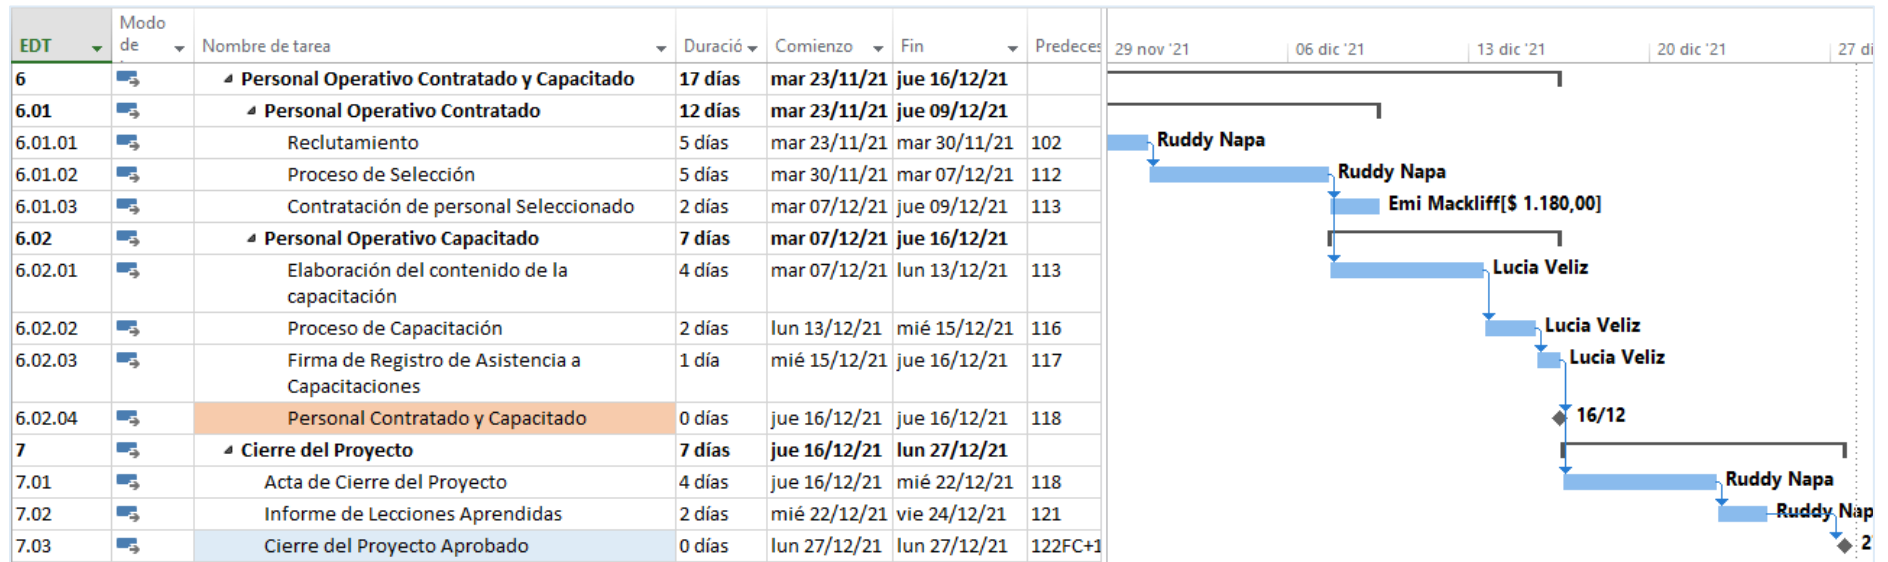 EDT Modo de Nombre de tarea Duració Comienzo Fin Predeces 29 nov '21 06 dic '21 13 dic '21 20 dic '21 27 di
6 Personal Operativo Contratado y Capacitado 17 días mar 23/11/21 jue 16/12/21
6.01 Personal Operativo Contratado 12 días mar 23/11/21 jue 09/12/21
6.01.01 Reclutamiento 5 días mar 23/11/21 mar 30/11/21 102 Ruddy Napa
6.01.02 Proceso de Selección 5 días mar 30/11/21 mar 07/12/21 112 Ruddy Napa
6.01.03 Contratación de personal Seleccionado 2 días mar 07/12/21 jue 09/12/21 113 Emi Mackliff[$ 1.180,00]
6.02 Personal Operativo Capacitado 7 días mar 07/12/21 jue 16/12/21
6.02.01 Elaboración del contenido de la 4 días mar 07/12/21 lun 13/12/21 113 Lucia Veliz
capacitación
6.02.02 Proceso de Capacitación 2 días lun 13/12/21 mié 15/12/21 116 Lucia Veliz
6.02.03 Firma de Registro de Asistencia a 1 día mié 15/12/21 jue 16/12/21 117 Lucia Veliz
Capacitaciones
6.02.04 Personal Contratado y Capacitado 0 días jue 16/12/21 jue 16/12/21 118 16/12
7 Cierre del Proyecto 7 días jue 16/12/21 lun 27/12/21
7.01 Acta de Cierre del Proyecto 4 días jue 16/12/21 mié 22/12/21 118 Ruddy Napa
7.02 Informe de Lecciones Aprendidas 2 días mié 22/12/21 vie 24/12/21 121 Ruddy Nap
7.03 Cierre del Proyecto Aprobado 0 días lun 27/12/21 lun 27/12/21 122FC+1 2